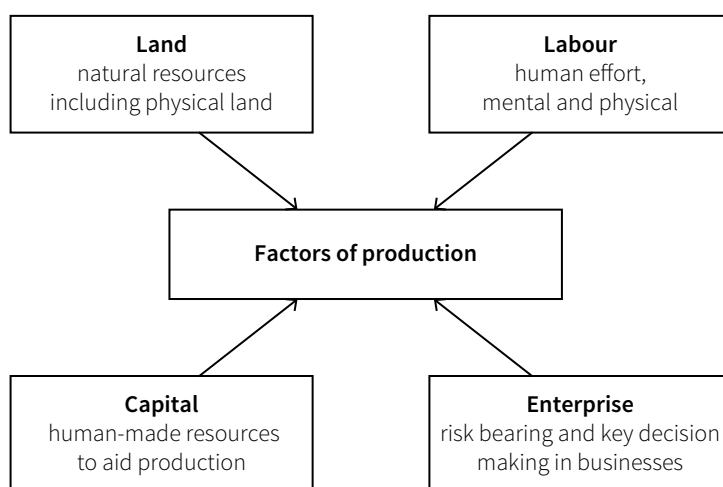 Land
natural resources
including physical land
Labour
human effort,
mental and physical
Factors of production
Capital
human-made resources
to aid production
Enterprise
risk bearing and key decision
making in businesses